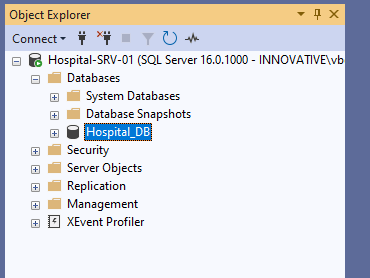 Object Explorer
Connect
Hospital-SRV-01 (SQL Server 16.0.1000 - INNOVATIVE\vb
Databases
System Databases
Database Snapshots
Hospital_DB
Security
Server Objects
Replication
Management
XEvent Profiler